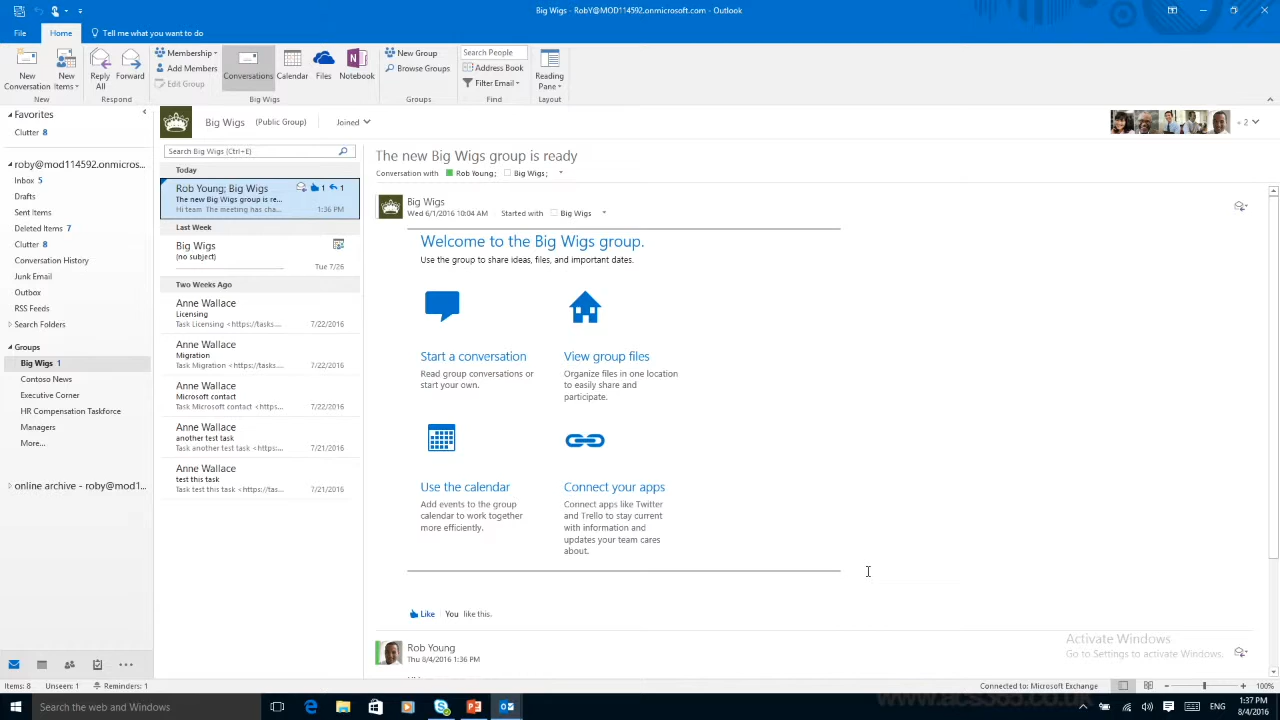 Big Wigs - RobY@MOD114592.onmicrosoft.com - Outlook
File
Home
Tell me what you want to do
New Conversation
New Items
Reply All
Forward
Membership
Add Members
Edit Group
Conversations
Calendar
Files
Notebook
New Group
Browse Groups
Search People
Address Book
Filter Email
Reading Pane
New
Respond
Big Wigs
Groups
Find
Layout
Favorites
Clutter 8
roby@mod114592.onmicros...
Inbox 5
Drafts
Sent Items
Deleted Items 7
Clutter 8
Conversation History
Junk Email
Outbox
RSS Feeds
Search Folders
Groups
Big Wigs 1
Contoso News
Executive Corner
HR Compensation Taskforce
Managers
More...
online archive - roby@mod1...
Big Wigs (Public Group) Joined
+2
Search Big Wigs (Ctrl+E)
Today
Rob Young; Big Wigs 1 1
The new Big Wigs group is re...
Hi team The meeting has cha... 1:36 PM
Last Week
Big Wigs
(no subject)
Tue 7/26
Two Weeks Ago
Anne Wallace
Licensing
Task Licensing <https://tasks.... 7/22/2016
Anne Wallace
Migration
Task Migration <https://tasks.... 7/22/2016
Anne Wallace
Microsoft contact
Task Microsoft contact <https... 7/22/2016
Anne Wallace
another test task
Task another test task <https:... 7/21/2016
Anne Wallace
test this task
Task test this task <https://tas... 7/21/2016
The new Big Wigs group is ready
Conversation with Rob Young; Big Wigs;
Big Wigs
Wed 6/1/2016 10:04 AM Started with Big Wigs
Welcome to the Big Wigs group.
Use the group to share ideas, files, and important dates.
Start a conversation
Read group conversations or
start your own.
View group files
Organize files in one location
to easily share and
participate.
Use the calendar
Add events to the group
calendar to work together
more efficiently.
Connect your apps
Connect apps like Twitter
and Trello to stay current
with information and
updates your team cares
about.
Like You like this.
Rob Young
Thu 8/4/2016 1:36 PM
Activate Windows
Go to Settings to activate Windows.
Items: 8 Unseen: 1 Reminders: 1
Connected to: Microsoft Exchange
100%
www.acs365.co.uk
Search the web and Windows
ENG
1:37 PM
8/4/2016